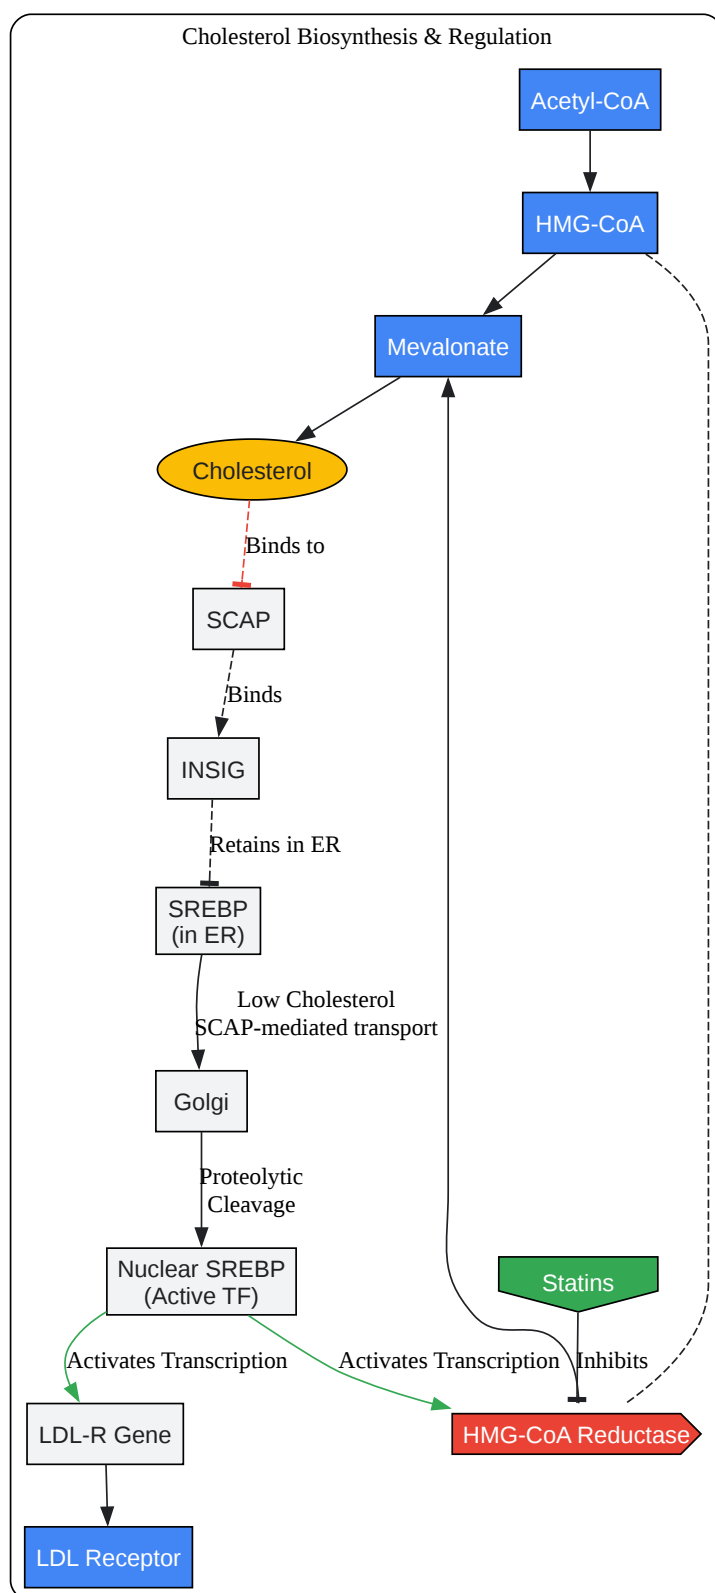 Cholesterol Biosynthesis & Regulation
Acetyl-CoA
HMG-CoA
Mevalonate
Cholesterol
Binds to
SCAP
Binds
INSIG
Retains in ER
SREBP
(in ER)
Low Cholesterol
SCAP-mediated transport
Golgi
Proteolytic
Cleavage
Nuclear SREBP
(Active TF)
Statins
Activates Transcription
Activates Transcription
Inhibits
LDL-R Gene
HMG-CoA Reductase
LDL Receptor